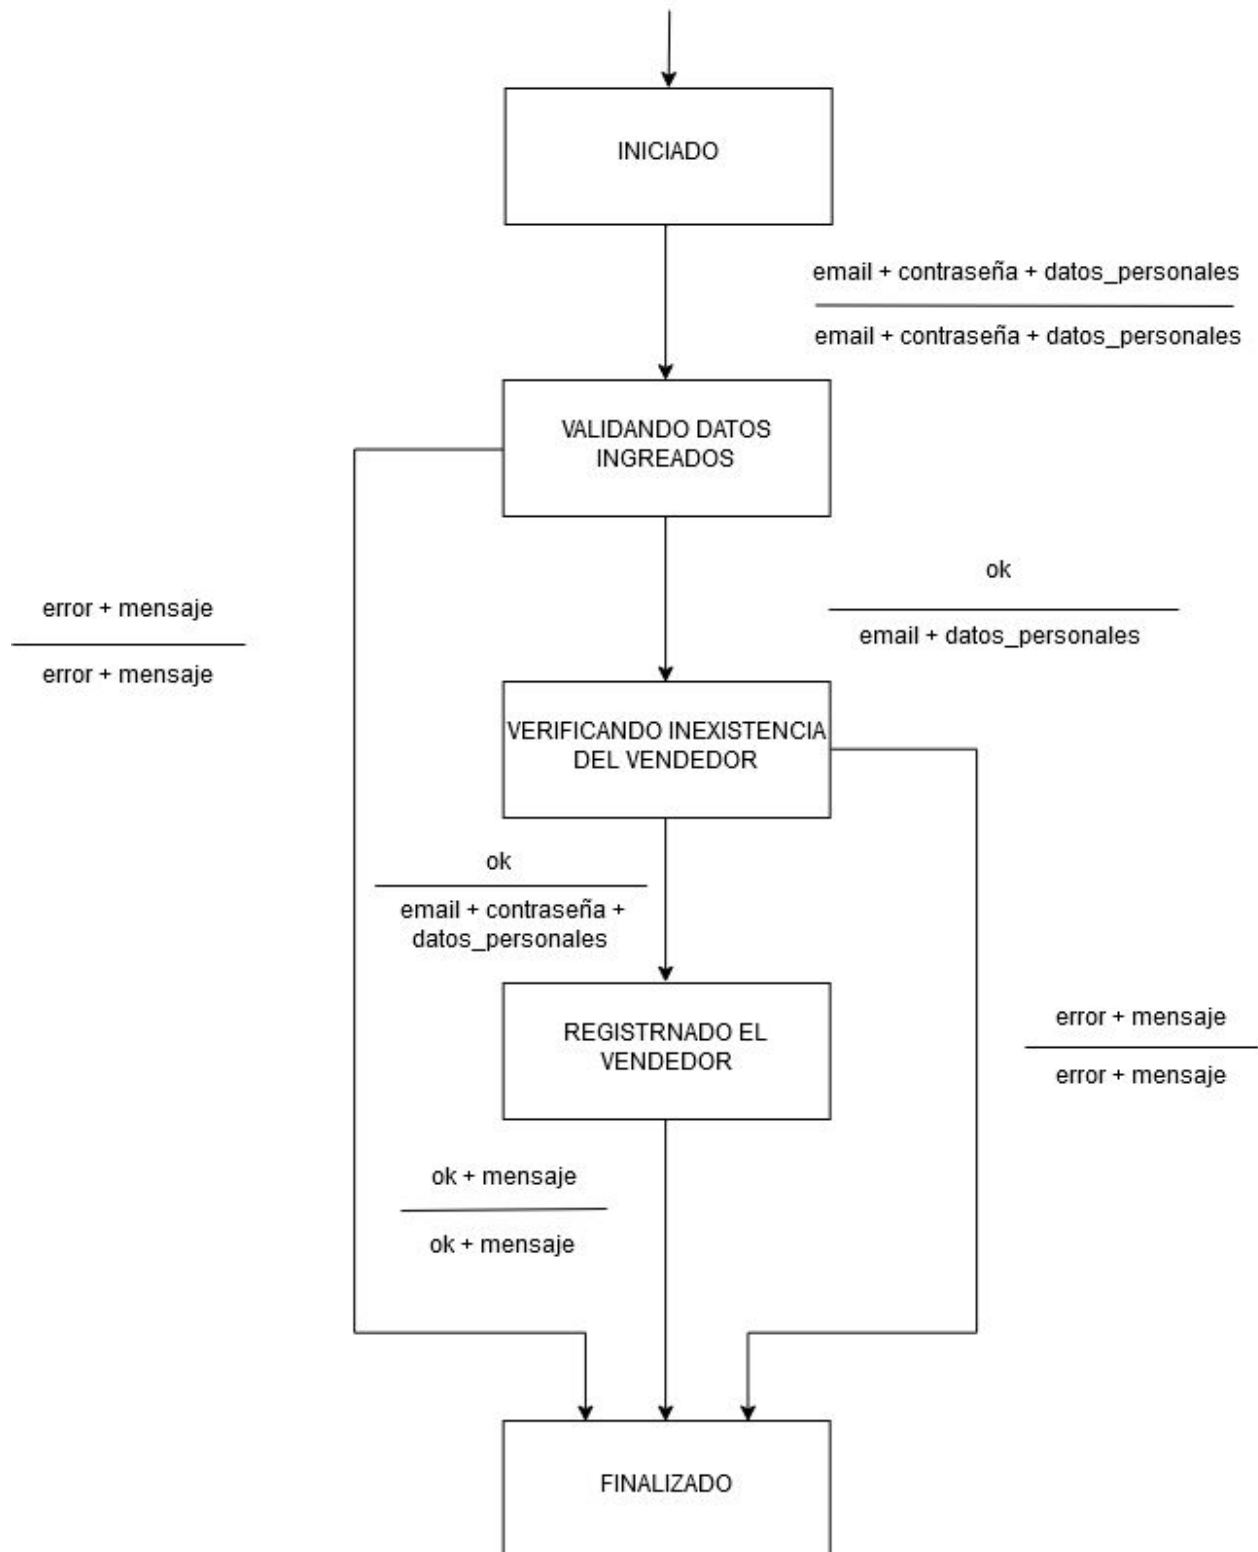 INICIADO
email + contraseña + datos_personales
email + contraseña + datos_personales
VALIDANDO DATOS
INGREADOS
ok
email + datos_personales
error + mensaje
error + mensaje
VERIFICANDO INEXISTENCIA
DEL VENDEDOR
ok
email + contraseña +
datos_personales
REGISTRNADO EL
VENDEDOR
error + mensaje
error + mensaje
ok + mensaje
ok + mensaje
FINALIZADO